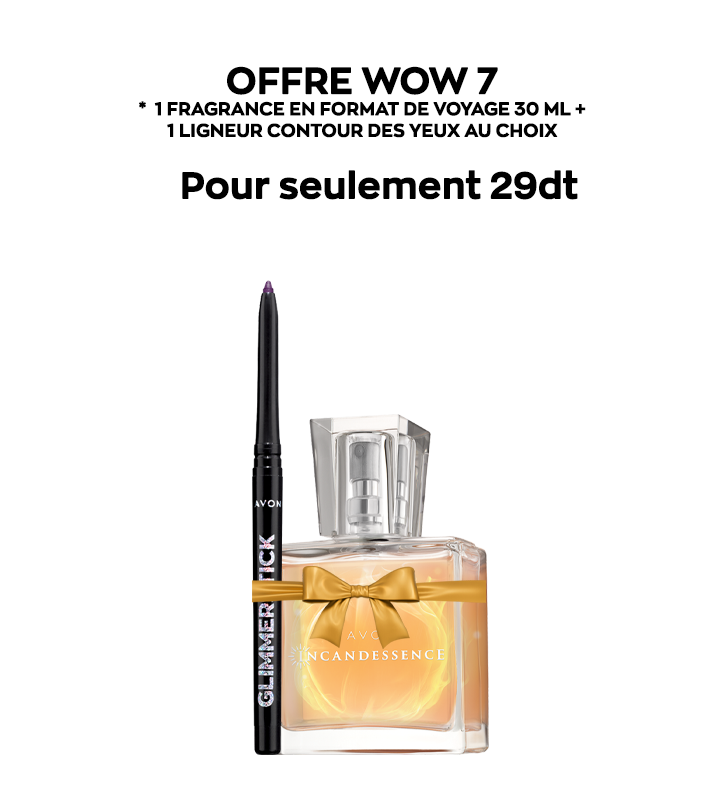 OFFRE WOW 7
* 1 FRAGRANCE EN FORMAT DE VOYAGE 30 ML +
1 LIGNEUR CONTOUR DES YEUX AU CHOIX
Pour seulement 29dt
AVON
GLIMMERSTICK
AVON
INCANDESSENCE